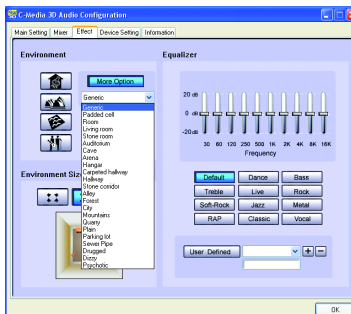 C-Media 3D Audio Configuration
Main Setting Mixer Effect Device Setting Information
Environment
More Option
Generic
Generic
Padded cell
Room
Living room
Stone room
Auditorium
Cave
Arena
Hangar
Carpeted hallway
Hallway
Stone corridor
Alley
Forest
City
Mountains
Quarry
Plain
Parking lot
Sewer Pipe
Drugged
Dizzy
Psychotic
Environment Siz
Equalizer
20 dB
0 dB
-20 dB
30 60 120 250 500 1K 2K 4K 8K 16K
Frequency
Default Dance Bass
Treble Live Rock
Soft-Rock Jazz Metal
RAP Classic Vocal
User Defined
OK